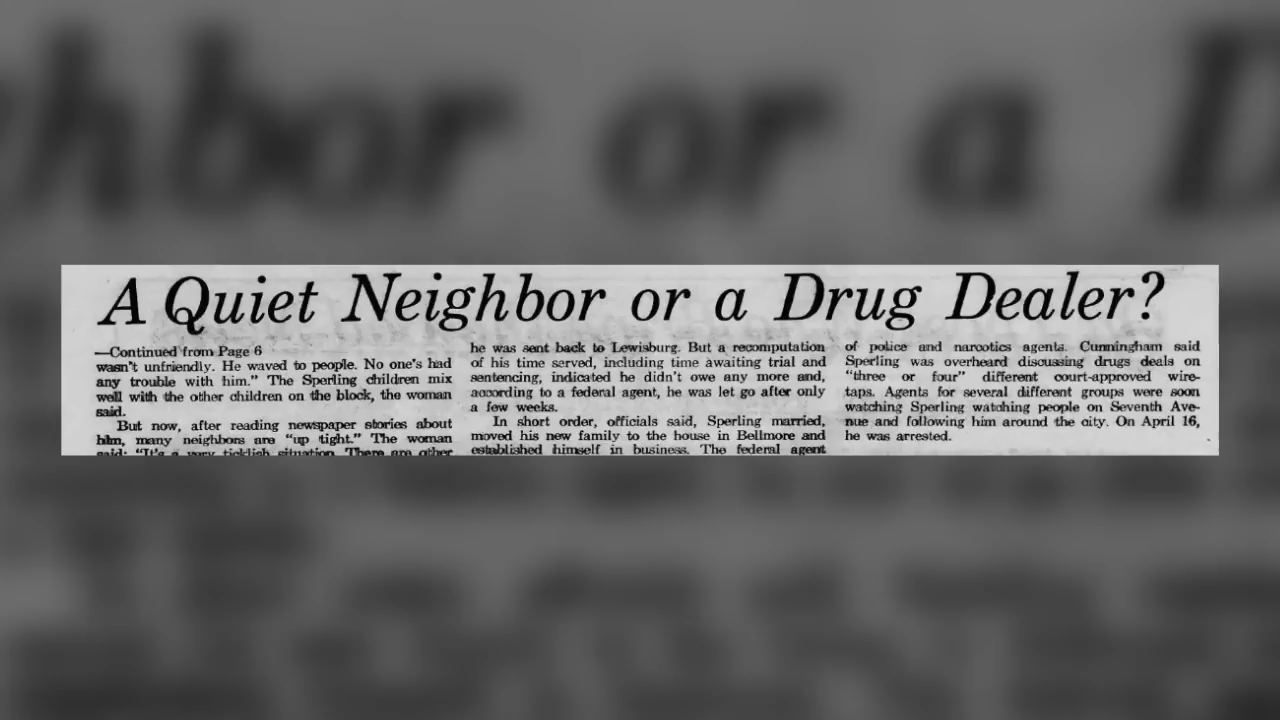 A Quiet Neighbor or a Drug Dealer?
—Continued from Page 6
wasn't unfriendly. He waved to people. No one's had
any trouble with him." The Sperling children mix
well with the other children on the block, the woman
said.
But now, after reading newspaper stories about
him, many neighbors are "up tight." The woman
said: "It's a very ticklish situation. There are other
he was sent back to Lewisburg. But a recomputation
of his time served, including time awaiting trial and
sentencing, indicated he didn't owe any more and,
according to a federal agent, he was let go after only
a few weeks.
In short order, officials said, Sperling married,
moved his new family to the house in Bellmore and
established himself in business. The federal agent
of police and narcotics agents. Cunningham said
Sperling was overheard discussing drugs deals on
"three or four" different court-approved wire-
taps. Agents for several different groups were soon
watching Sperling watching people on Seventh Ave-
nue and following him around the city. On April 16,
he was arrested.